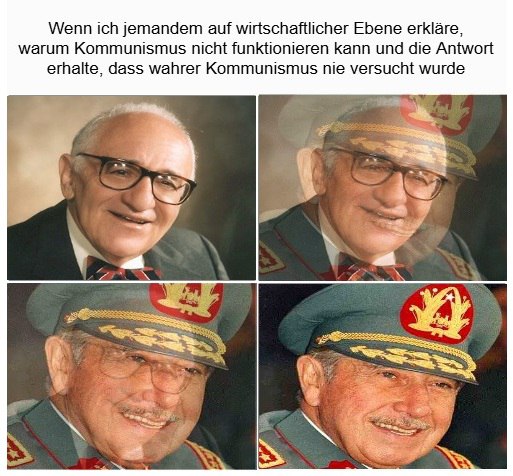 Wenn ich jemandem auf wirtschaftlicher Ebene erkläre,
warum Kommunismus nicht funktionieren kann und die Antwort
erhalte, dass wahrer Kommunismus nie versucht wurde